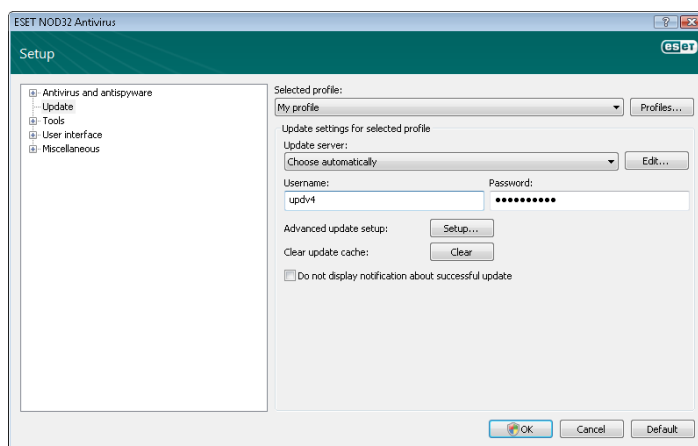 ESET NOD32 Antivirus
Setup
eset
Antivirus and antispyware
Update
Tools
User interface
Miscellaneous
Selected profile:
My profile
Profiles...
Update settings for selected profile
Update server:
Choose automatically
Edit...
Username:
Password:
updv4
●●●●●●●●●●
Advanced update setup:
Setup...
Clear update cache:
Clear
Do not display notification about successful update
OK
Cancel
Default